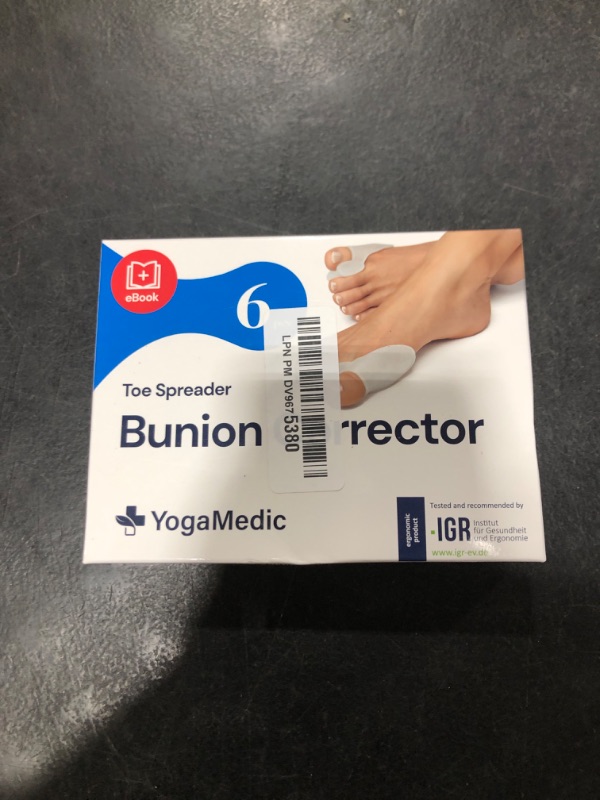 eBook
6
Toe Spreader
Bunion rrector
LPN PM DV9675380
YogaMedic
ergonomic
product
Tested and recommended by
IGR
Institut
für Gesundheit
und Ergonomie
www.igr-ev.de